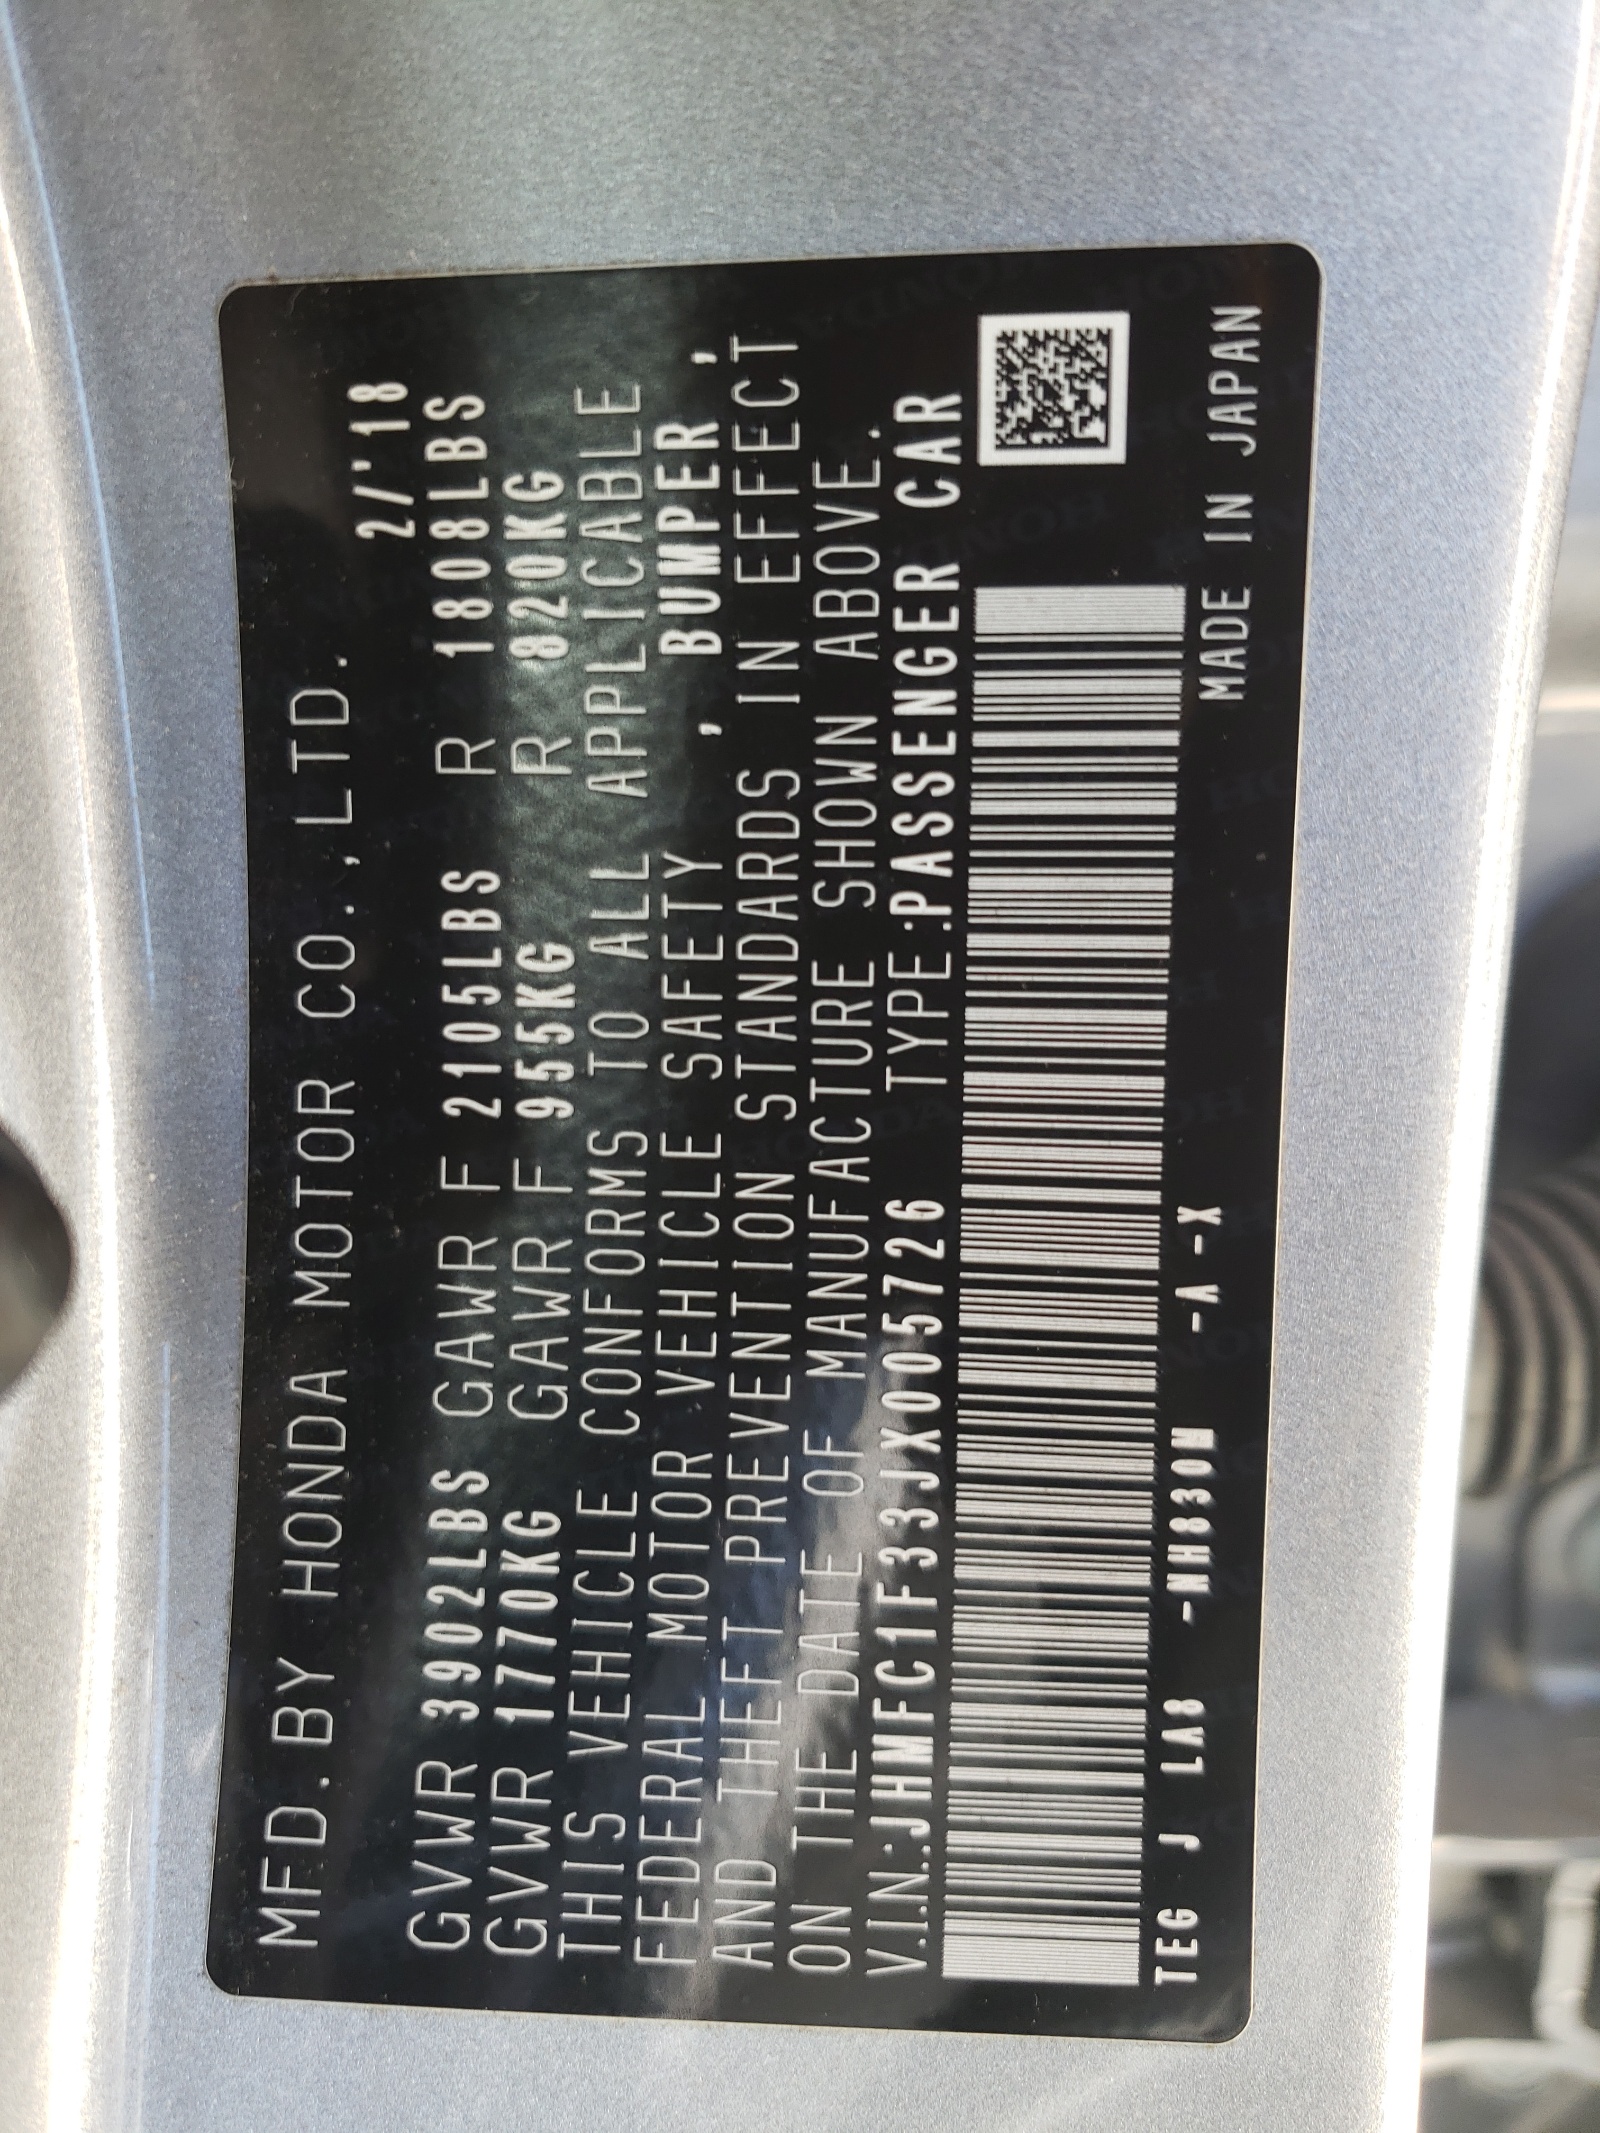 MFD.BY HONDA MOTOR CO.,LTD.
2/'18
GVWR 3902LBS GAWR F 2105LBS R 1808LBS
GVWR 1770KG GAWR F 955KG R 820KG
THIS VEHICLE CONFORMS TO ALL APPLICABLE
FEDERAL MOTOR VEHICLE SAFETY , BUMPER ,
AND THEFT PREVENTION STANDARDS IN EFFECT
ON THE DATE OF MANUFACTURE SHOWN ABOVE.
V.I.N.:JHMFC1F33JX005726 TYPE:PASSENGER CAR
TEG J LA8 -NH830M -A -X
MADE IN JAPAN